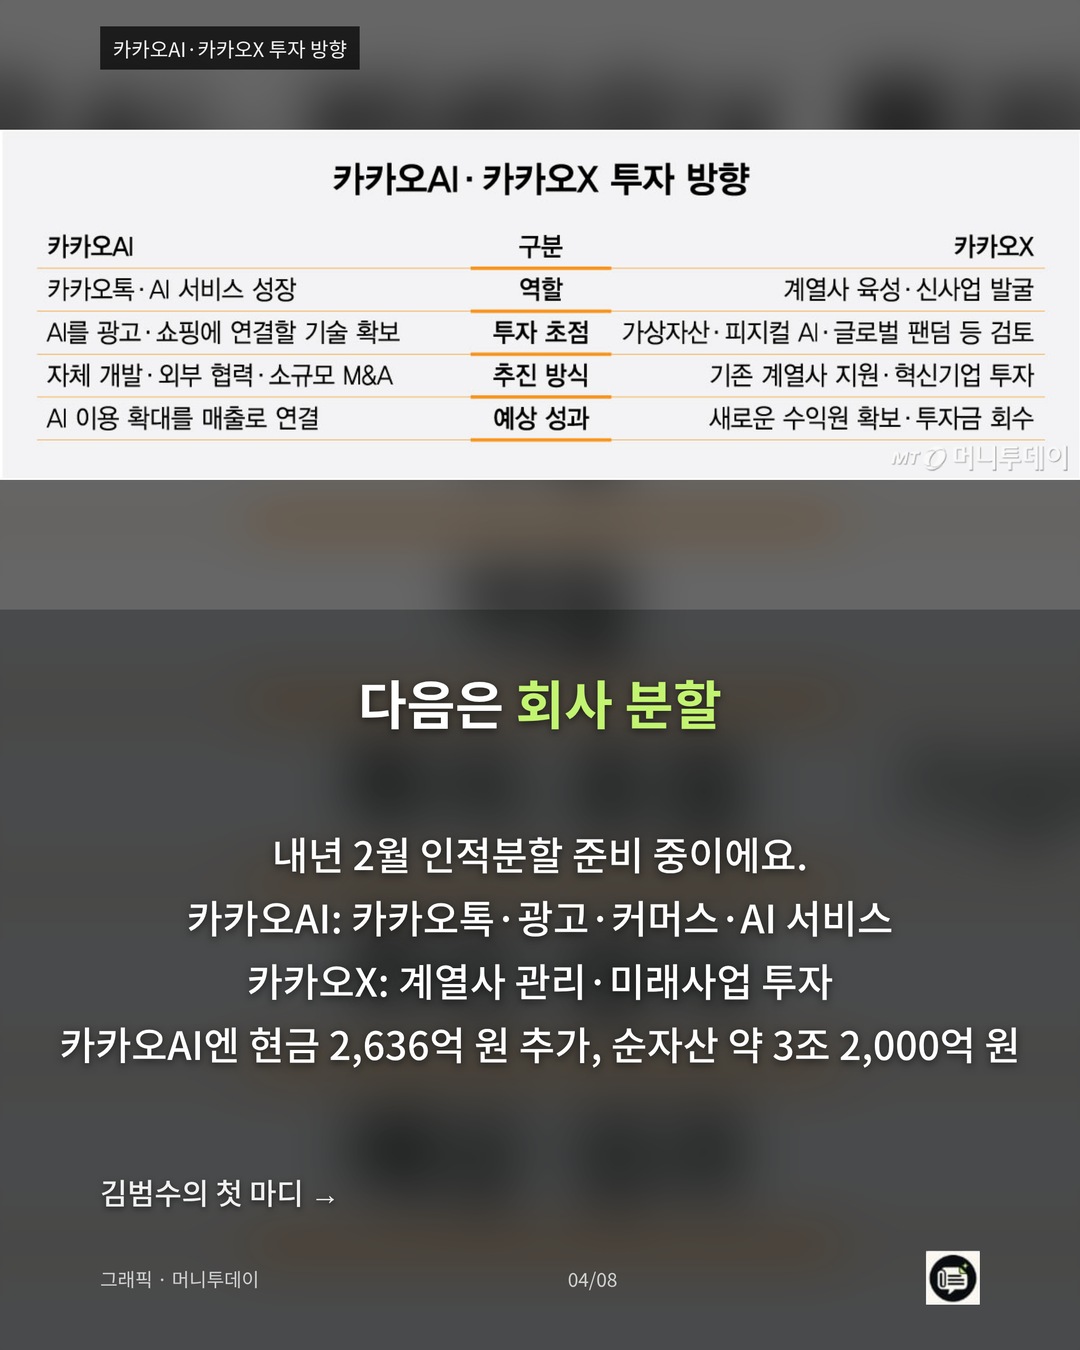 카카오AI·카카오X 투자 방향
카카오AI·카카오X 투자 방향
카카오AI 구분 카카오X
카카오톡·AI 서비스 성장 역할 계열사 육성·신사업 발굴
AI를 광고·쇼핑에 연결할 기술 확보 투자 초점 가상자산·피지컬 AI·글로벌 팬덤 등 검토
자체 개발·외부 협력·소규모 M&A 추진 방식 기존 계열사 지원·혁신기업 투자
AI 이용 확대를 매출로 연결 예상 성과 새로운 수익원 확보·투자금 회수
MT 머니투데이
다음은 회사 분할
내년 2월 인적분할 준비 중이에요.
카카오AI: 카카오톡·광고·커머스·AI 서비스
카카오X: 계열사 관리·미래사업 투자
카카오AI엔 현금 2,636억 원 추가, 순자산 약 3조 2,000억 원
김범수의 첫 마디 →
그래픽 · 머니투데이 04/08